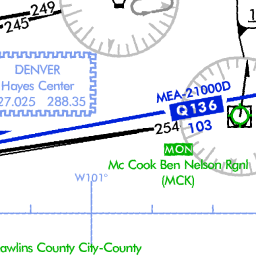 249
245
DENVER
Hayes Center
27.025 288.35
MEA-21000D
Q136
103
254
MON
Mc Cook Ben Nelson Rgnl
(MCK)
W101°
awlins County City-County